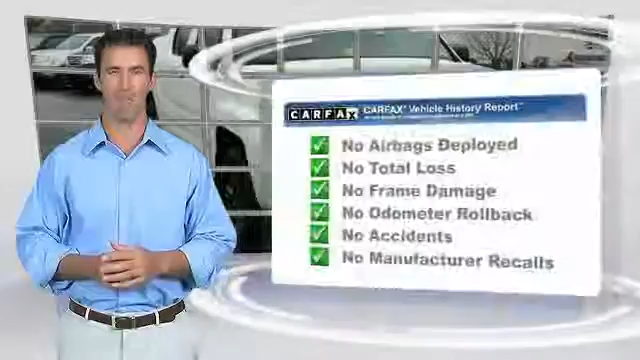 CARFAX CARFAX Vehicle History Report™
No Airbags Deployed
No Total Loss
No Frame Damage
No Odometer Rollback
No Accidents
No Manufacturer Recalls